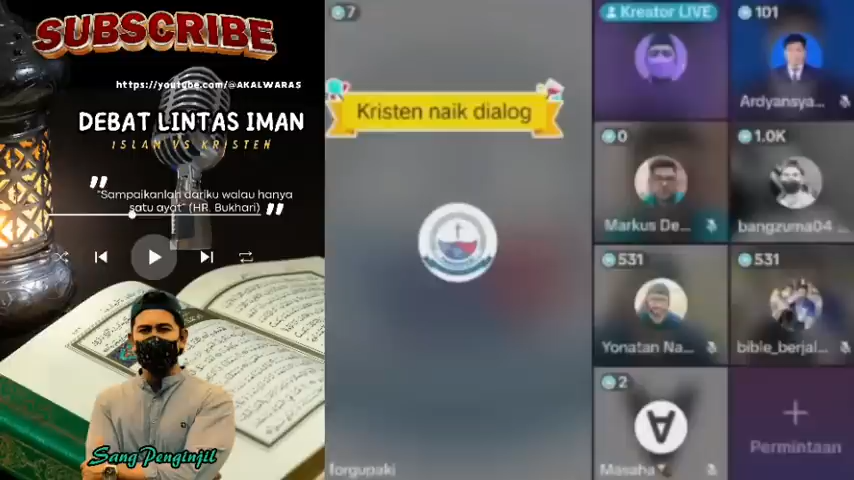 SUBSCRIBE
https://youtube.com/@AKALWARAS
DEBAT LINTAS IMAN
ISLAM VS KRISTEN
"Sampaikanlah dariku walau hanya
satu ayat" (HR. Bukhari)
Sang Penginjil
7
Kristen naik dialog
Torgupaki
Kreator LIVE
101
Ardyansya...
0
Markus De...
1.0K
bangzuma04 ...
531
Yonatan Na...
531
bible_berjal...
2
Masaha
Permintaan